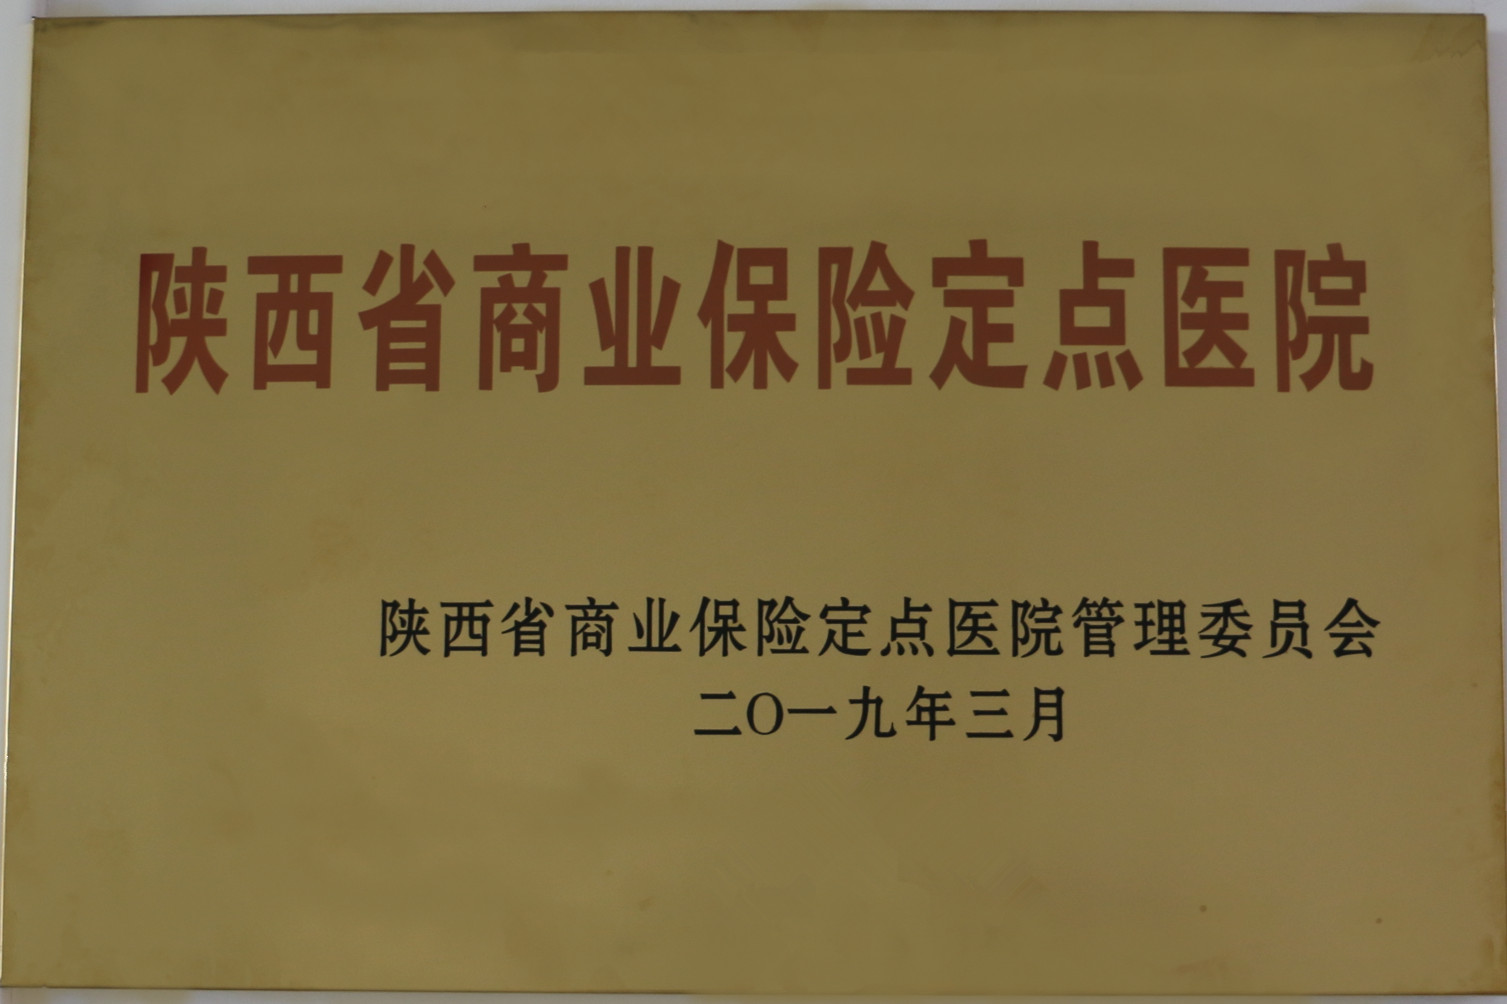 陕西省商业保险定点医院
陕西省商业保险定点医院管理委员会
二〇一九年三月